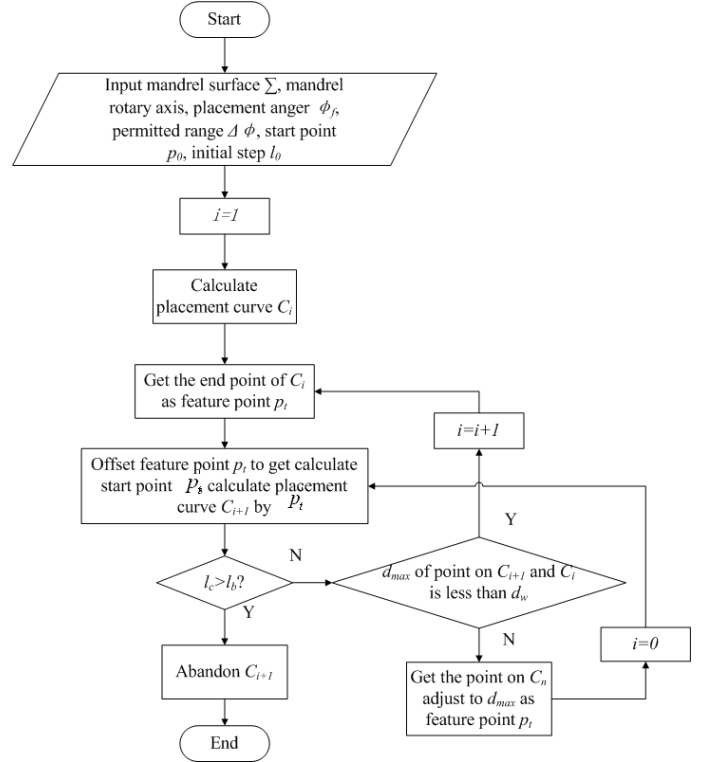 Start
Input mandrel surface ∑, mandrel
rotary axis, placement anger ϕf,
permitted range Δ ϕ, start point
p0, initial step l0
i=1
Calculate
placement curve Ci
Get the end point of Ci
as feature point pt
i=i+1
Offset feature point pt to get calculate
start point calculate placement
curve Ci+1 by pt
Y
N
lc>lb?
dmax of point on Ci+1 and Ci
is less than dw
Y
N
i=0
Abandon Ci+1
Get the point on Cn
adjust to dmax as
feature point pt
End